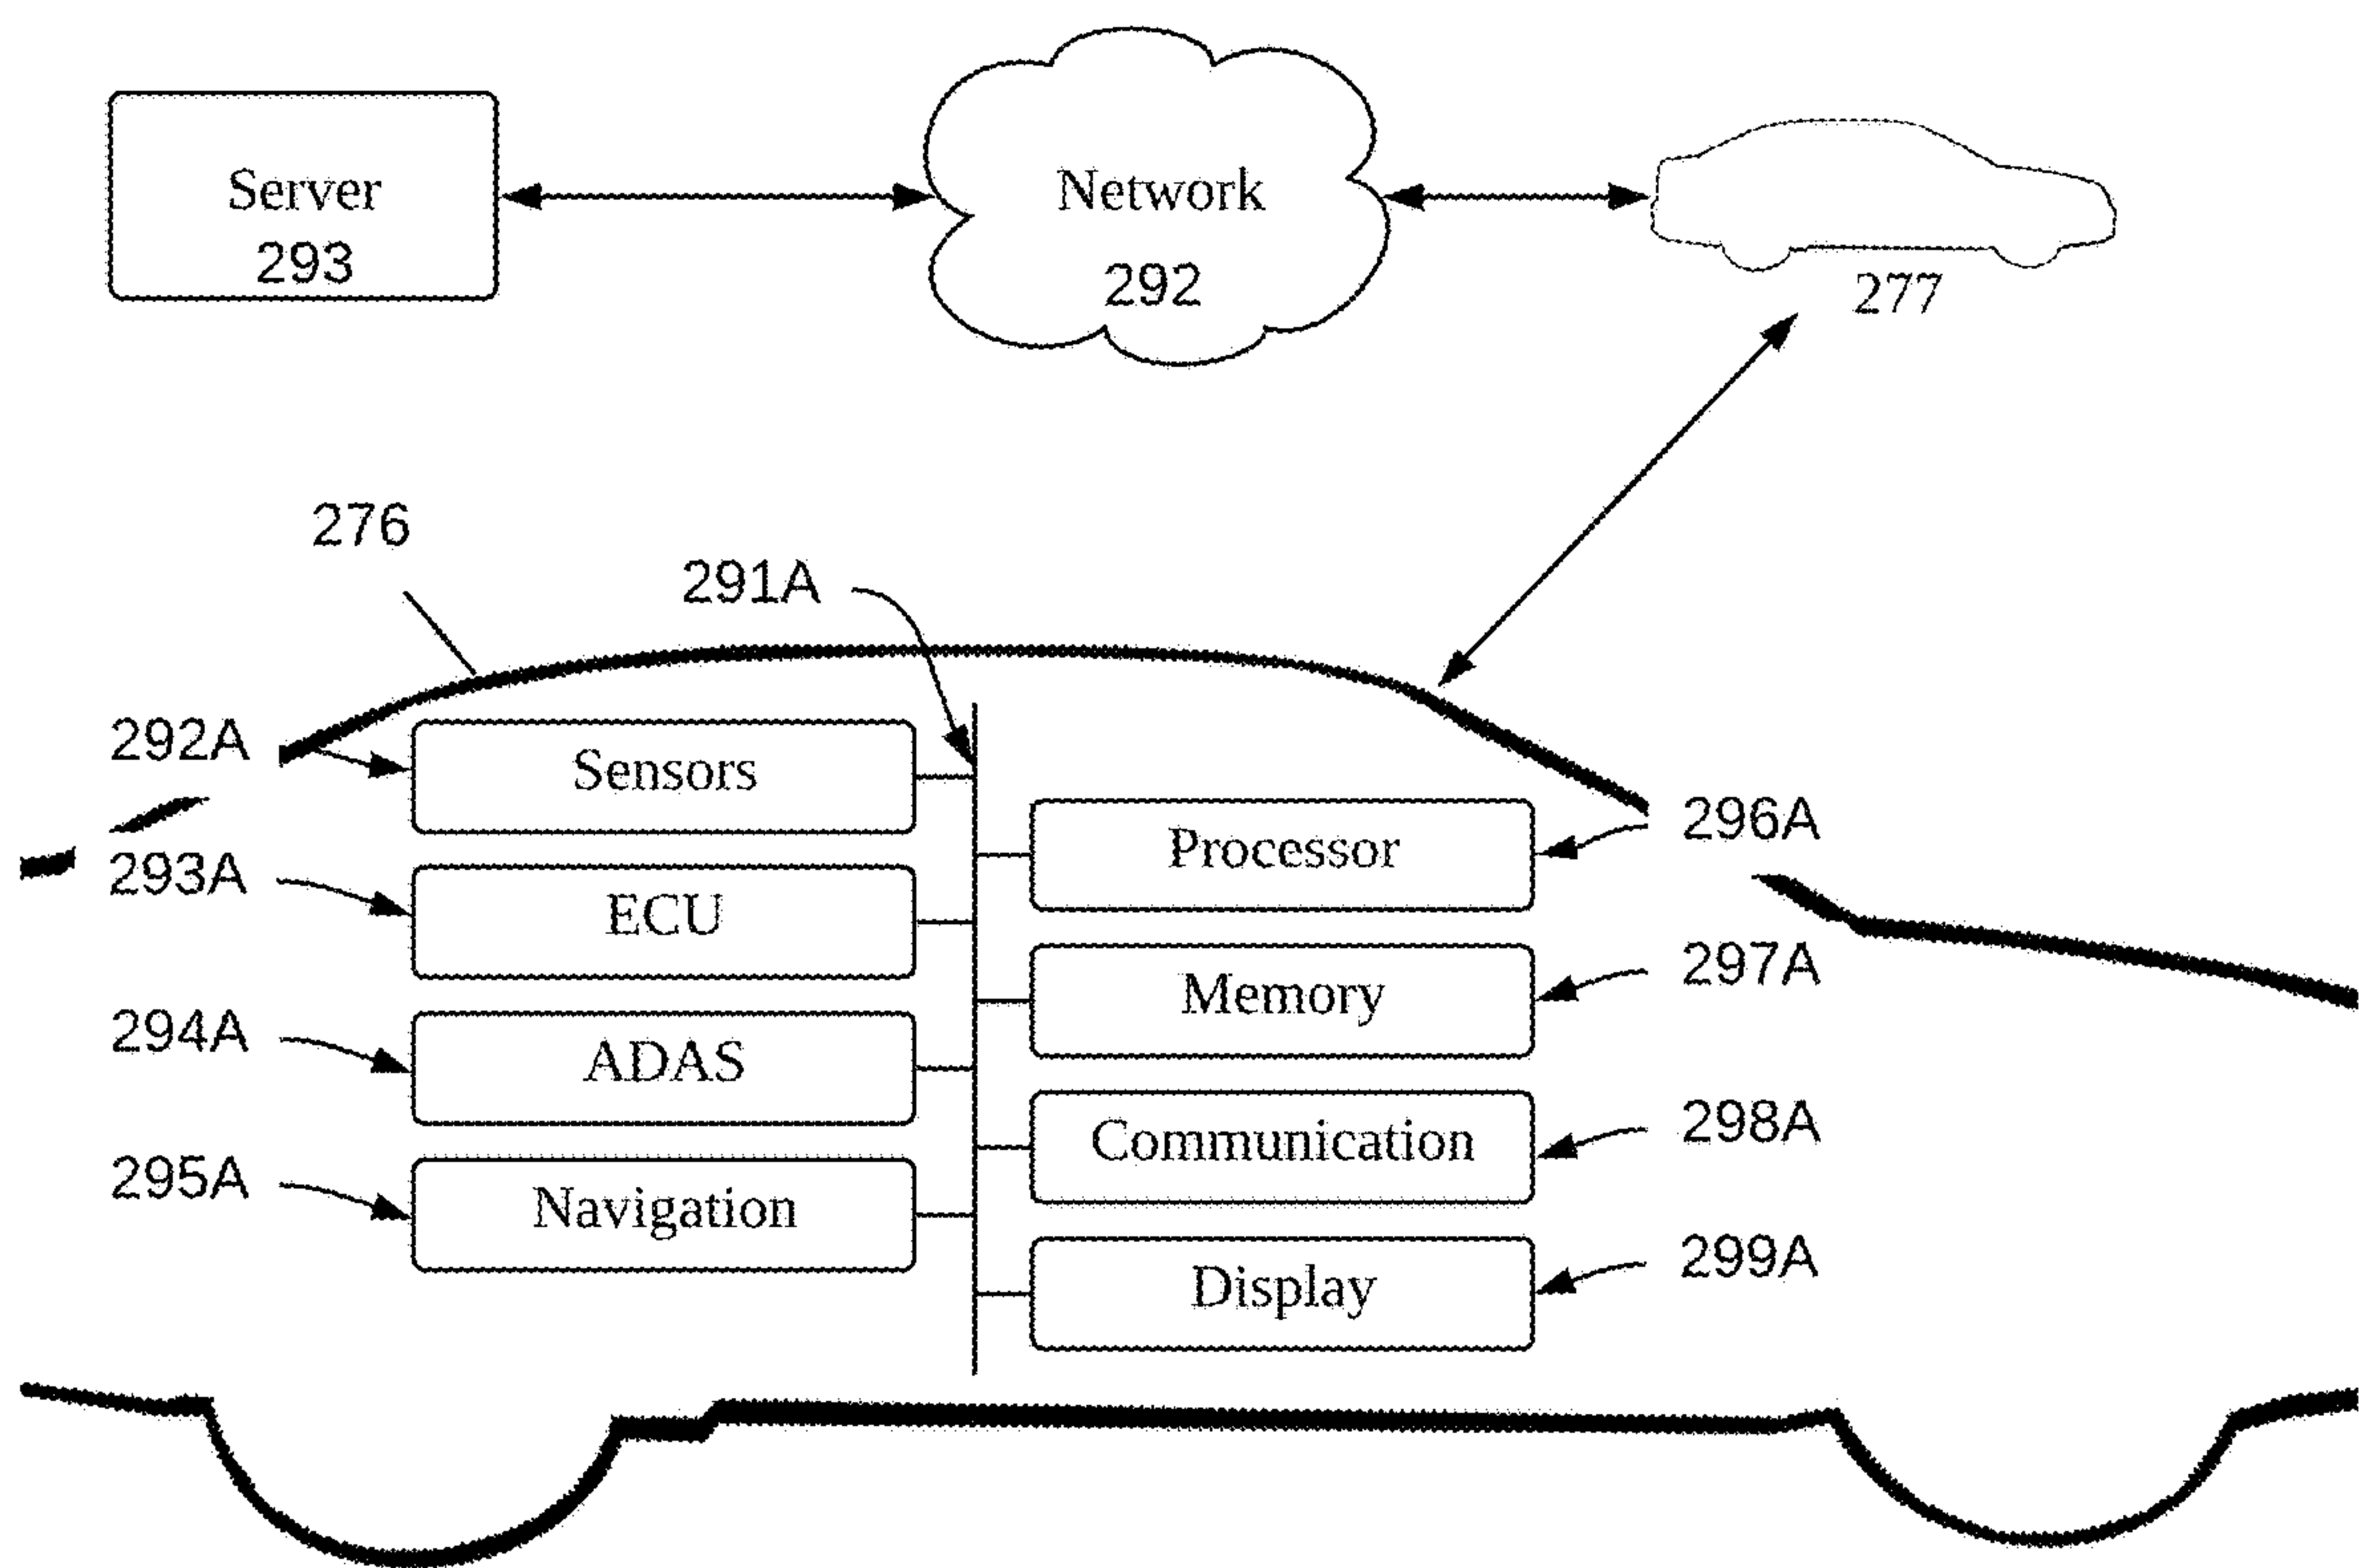 Server
293
Network
292
277
276
291A
292A
Sensors
293A
ECU
294A
ADAS
295A
Navigation
Processor
296A
Memory
297A
Communication
298A
Display
299A